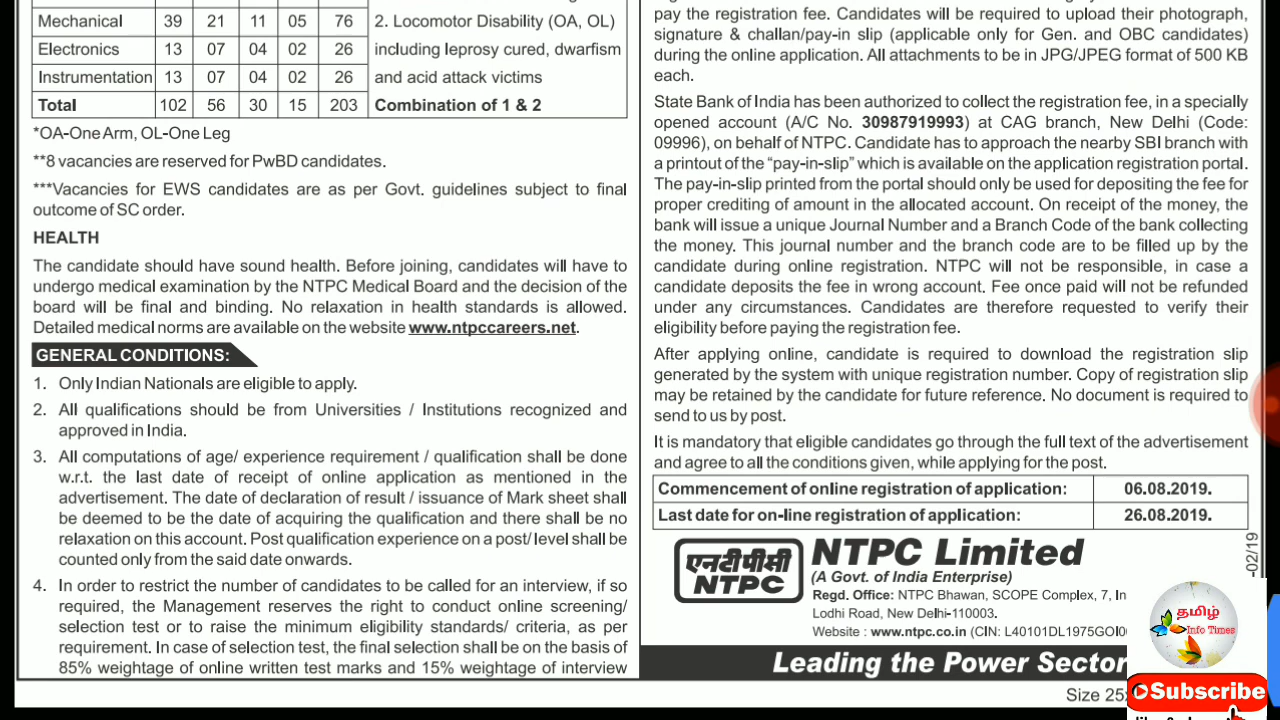 Mechanical 39 21 11 05 76 2. Locomotor Disability (OA, OL)
Electronics 13 07 04 02 26 including leprosy cured, dwarfism
Instrumentation 13 07 04 02 26 and acid attack victims
Total 102 56 30 15 203 Combination of 1 & 2
*OA-One Arm, OL-One Leg
**8 vacancies are reserved for PwBD candidates.
***Vacancies for EWS candidates are as per Govt. guidelines subject to final
outcome of SC order.
HEALTH
The candidate should have sound health. Before joining, candidates will have to
undergo medical examination by the NTPC Medical Board and the decision of the
board will be final and binding. No relaxation in health standards is allowed.
Detailed medical norms are available on the website www.ntpccareers.net.
GENERAL CONDITIONS:
1. Only Indian Nationals are eligible to apply.
2. All qualifications should be from Universities / Institutions recognized and
approved in India.
3. All computations of age/ experience requirement / qualification shall be done
w.r.t. the last date of receipt of online application as mentioned in the
advertisement. The date of declaration of result / issuance of Mark sheet shall
be deemed to be the date of acquiring the qualification and there shall be no
relaxation on this account. Post qualification experience on a post/ level shall be
counted only from the said date onwards.
4. In order to restrict the number of candidates to be called for an interview, if so
required, the Management reserves the right to conduct online screening/
selection test or to raise the minimum eligibility standards/ criteria, as per
requirement. In case of selection test, the final selection shall be on the basis of
85% weightage of online written test marks and 15% weightage of interview
pay the registration fee. Candidates will be required to upload their photograph,
signature & challan/pay-in slip (applicable only for Gen. and OBC candidates)
during the online application. All attachments to be in JPG/JPEG format of 500 KB
each.
State Bank of India has been authorized to collect the registration fee, in a specially
opened account (A/C No. 30987919993) at CAG branch, New Delhi (Code:
09996), on behalf of NTPC. Candidate has to approach the nearby SBI branch with
a printout of the “pay-in-slip” which is available on the application registration portal.
The pay-in-slip printed from the portal should only be used for depositing the fee for
proper crediting of amount in the allocated account. On receipt of the money, the
bank will issue a unique Journal Number and a Branch Code of the bank collecting
the money. This journal number and the branch code are to be filled up by the
candidate during online registration. NTPC will not be responsible, in case a
candidate deposits the fee in wrong account. Fee once paid will not be refunded
under any circumstances. Candidates are therefore requested to verify their
eligibility before paying the registration fee.
After applying online, candidate is required to download the registration slip
generated by the system with unique registration number. Copy of registration slip
may be retained by the candidate for future reference. No document is required to
send to us by post.
It is mandatory that eligible candidates go through the full text of the advertisement
and agree to all the conditions given, while applying for the post.
Commencement of online registration of application: 06.08.2019.
Last date for on-line registration of application: 26.08.2019.
-02/19
एनटीपीसी
NTPC
NTPC Limited
(A Govt. of India Enterprise)
Regd. Office: NTPC Bhawan, SCOPE Complex, 7, In
Lodhi Road, New Delhi-110003.
Website : www.ntpc.co.in (CIN: L40101DL1975GOI0
Leading the Power Sector
Size 25
தமிழ்
Info Times
Subscribe